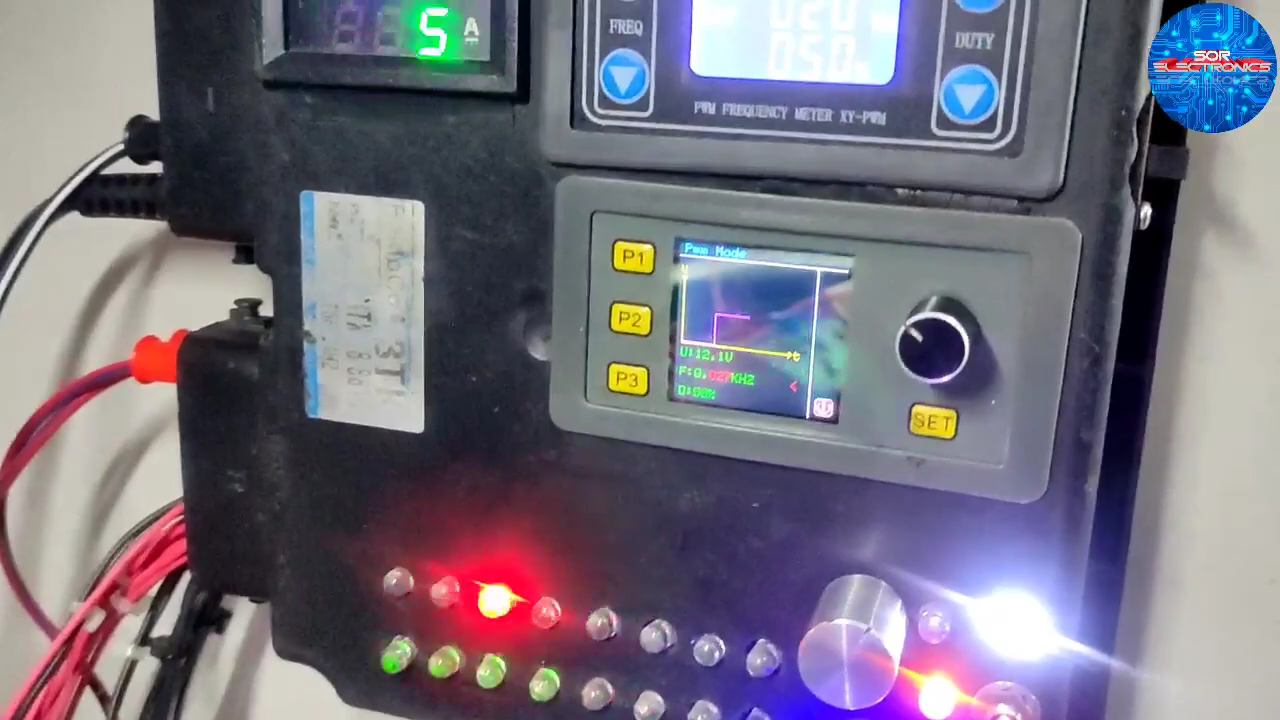 5 A
FREQ
020
050
DUTY
PWM FREQUENCY METER XY-PWM
SOR
ELECTRONICS
P1
P2
P3
Pwm Mode
t
U:12.1V
F:0.027KHZ
SET